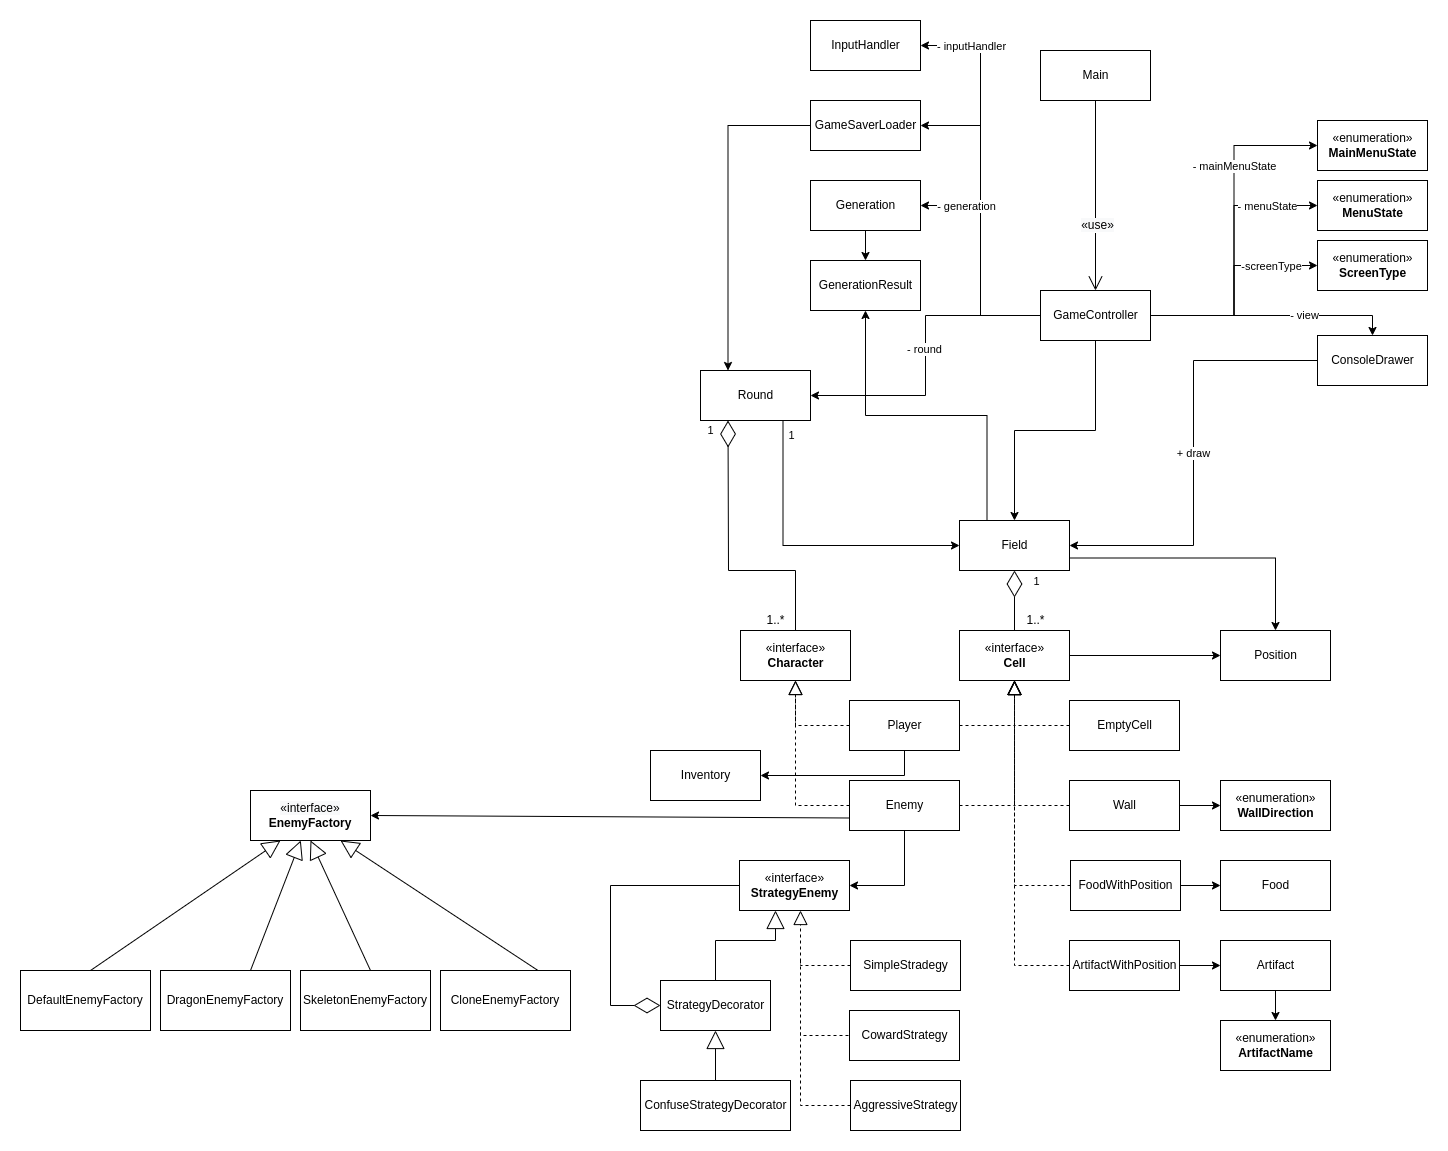 InputHandler
- inputHandler
Main
GameSaverLoader
«enumeration»
MainMenuState
- mainMenuState
Generation
- generation
«enumeration»
MenuState
- menuState
«use»
«enumeration»
ScreenType
-screenType
GenerationResult
GameController
- view
- round
ConsoleDrawer
Round
1
1
+ draw
Field
1
1..*
1..*
«interface»
Character
«interface»
Cell
Position
Player
EmptyCell
Inventory
«interface»
EnemyFactory
Enemy
Wall
«enumeration»
WallDirection
«interface»
StrategyEnemy
FoodWithPosition
Food
SimpleStradegy
ArtifactWithPosition
Artifact
DefaultEnemyFactory
DragonEnemyFactory
SkeletonEnemyFactory
CloneEnemyFactory
StrategyDecorator
CowardStrategy
«enumeration»
ArtifactName
ConfuseStrategyDecorator
AggressiveStrategy